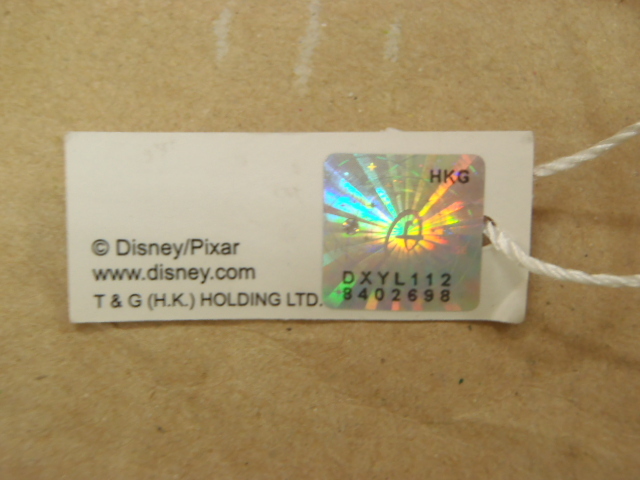 © Disney/Pixar
www.disney.com
T & G (H.K.) HOLDING LTD.
HKG
DXYL112
8402698